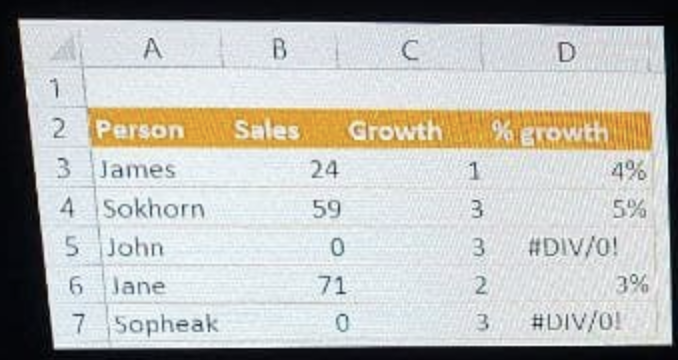 A B C D
1
2 Person Sales Growth % growth
3 James 24 1 4%
4 Sokhorn 59 3 5%
5 John 0 3 #DIV/0!
6 Jane 71 2 3%
7 Sopheak 0 3 #DIV/0!